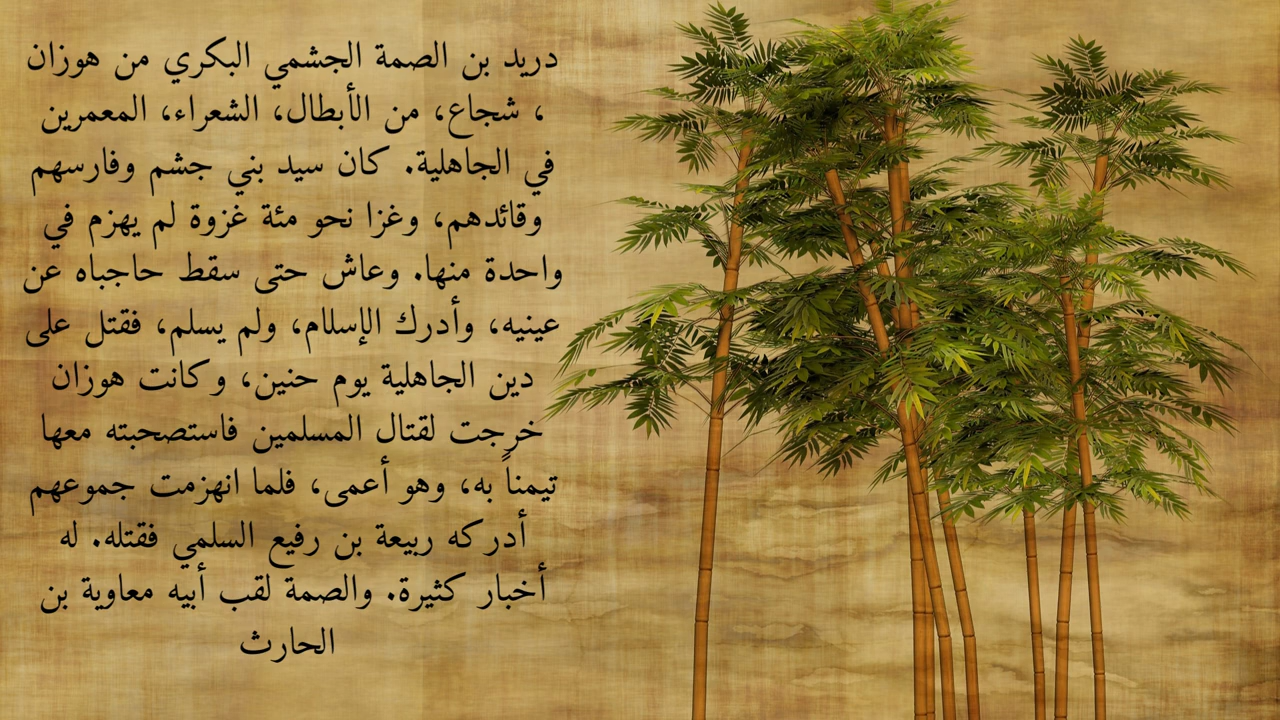 دريد بن الصمة الجشمي البكري من هوزان
، شجاع، من الأبطال، الشعراء، المعمرين
في الجاهلية. كان سيد بني جشم وفارسهم
وقائدهم، وغزا نحو مئة غزوة لم يهزم في
واحدة منها. وعاش حتى سقط حاجباه عن
عينيه، وأدرك الإسلام، ولم يسلم، فقتل على
دين الجاهلية يوم حنين، وكانت هوزان
خرجت لقتال المسلمين فاستصحبته معها
تيمناً به، وهو أعمى، فلما انهزمت جموعهم
أدركه ربيعة بن رفيع السلمي فقتله. له
أخبار كثيرة. والصمة لقب أبيه معاوية بن
الحارث